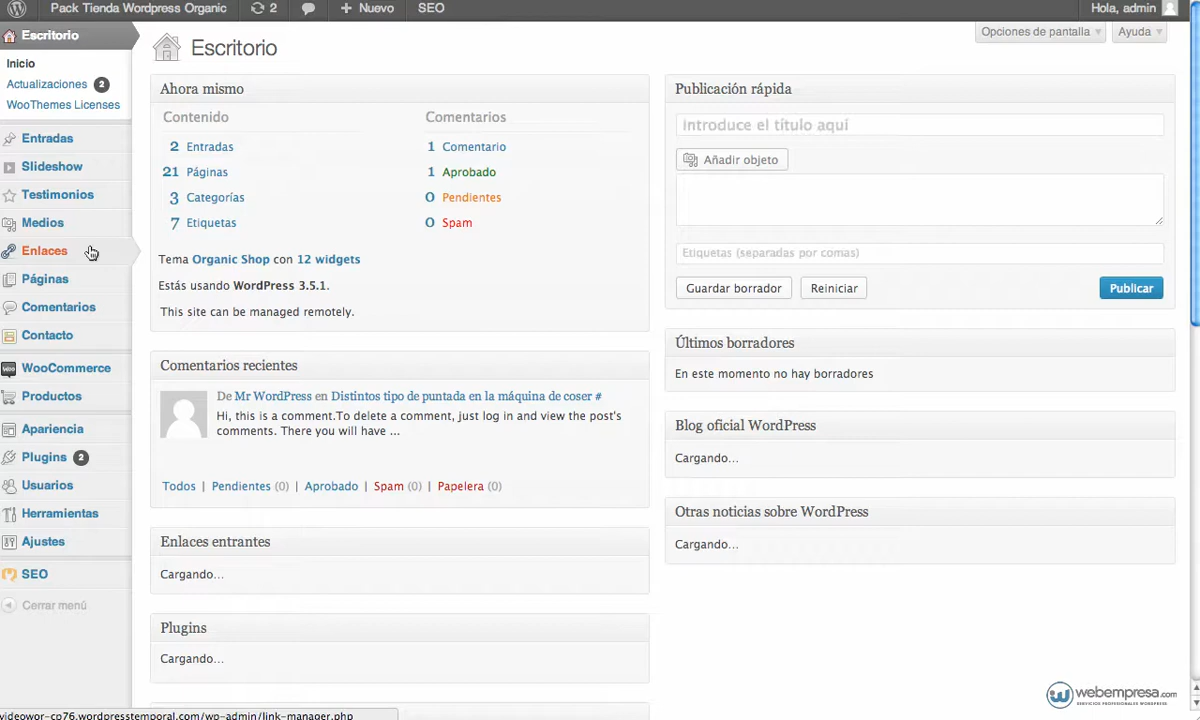 Pack Tienda Wordpress Organic 2 Nuevo SEO Hola, admin
Escritorio
Inicio
Actualizaciones 2
WooThemes Licenses
Entradas
Slideshow
Testimonios
Medios
Enlaces
Páginas
Comentarios
Contacto
WooCommerce
Productos
Apariencia
Plugins 2
Usuarios
Herramientas
Ajustes
SEO
Cerrar menú
Opciones de pantalla Ayuda
Escritorio
Ahora mismo
Contenido Comentarios
2 Entradas 1 Comentario
21 Páginas 1 Aprobado
3 Categorías 0 Pendientes
7 Etiquetas 0 Spam
Tema Organic Shop con 12 widgets
Estás usando WordPress 3.5.1.
This site can be managed remotely.
Comentarios recientes
De Mr WordPress en Distintos tipo de puntada en la máquina de coser #
Hi, this is a comment.To delete a comment, just log in and view the post's
comments. There you will have ...
Todos | Pendientes (0) | Aprobado | Spam (0) | Papelera (0)
Enlaces entrantes
Cargando...
Plugins
Cargando...
Publicación rápida
Introduce el título aquí
Añadir objeto
Etiquetas (separadas por comas)
Guardar borrador Reiniciar Publicar
Últimos borradores
En este momento no hay borradores
Blog oficial WordPress
Cargando...
Otras noticias sobre WordPress
Cargando...
webempresa.com
SERVICIOS PROFESIONALES WORDPRESS
videowor-cp76.wordpresstemporal.com/wp-admin/link-manager.php